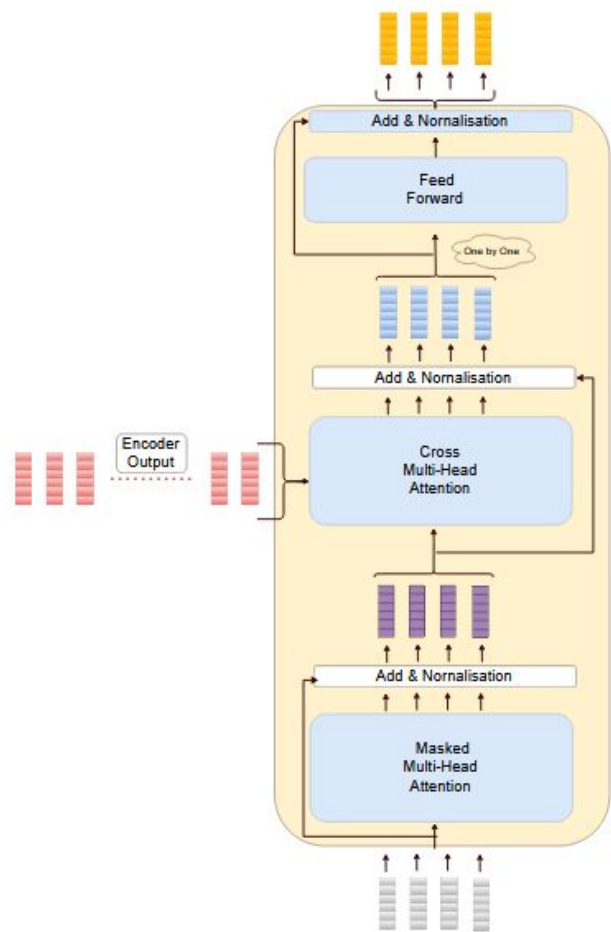 Add & Nornalisation
Feed
Forward
One by One
Add & Nornalisation
Encoder
Output
Cross
Multi-Head
Attention
Add & Nornalisation
Masked
Multi-Head
Attention